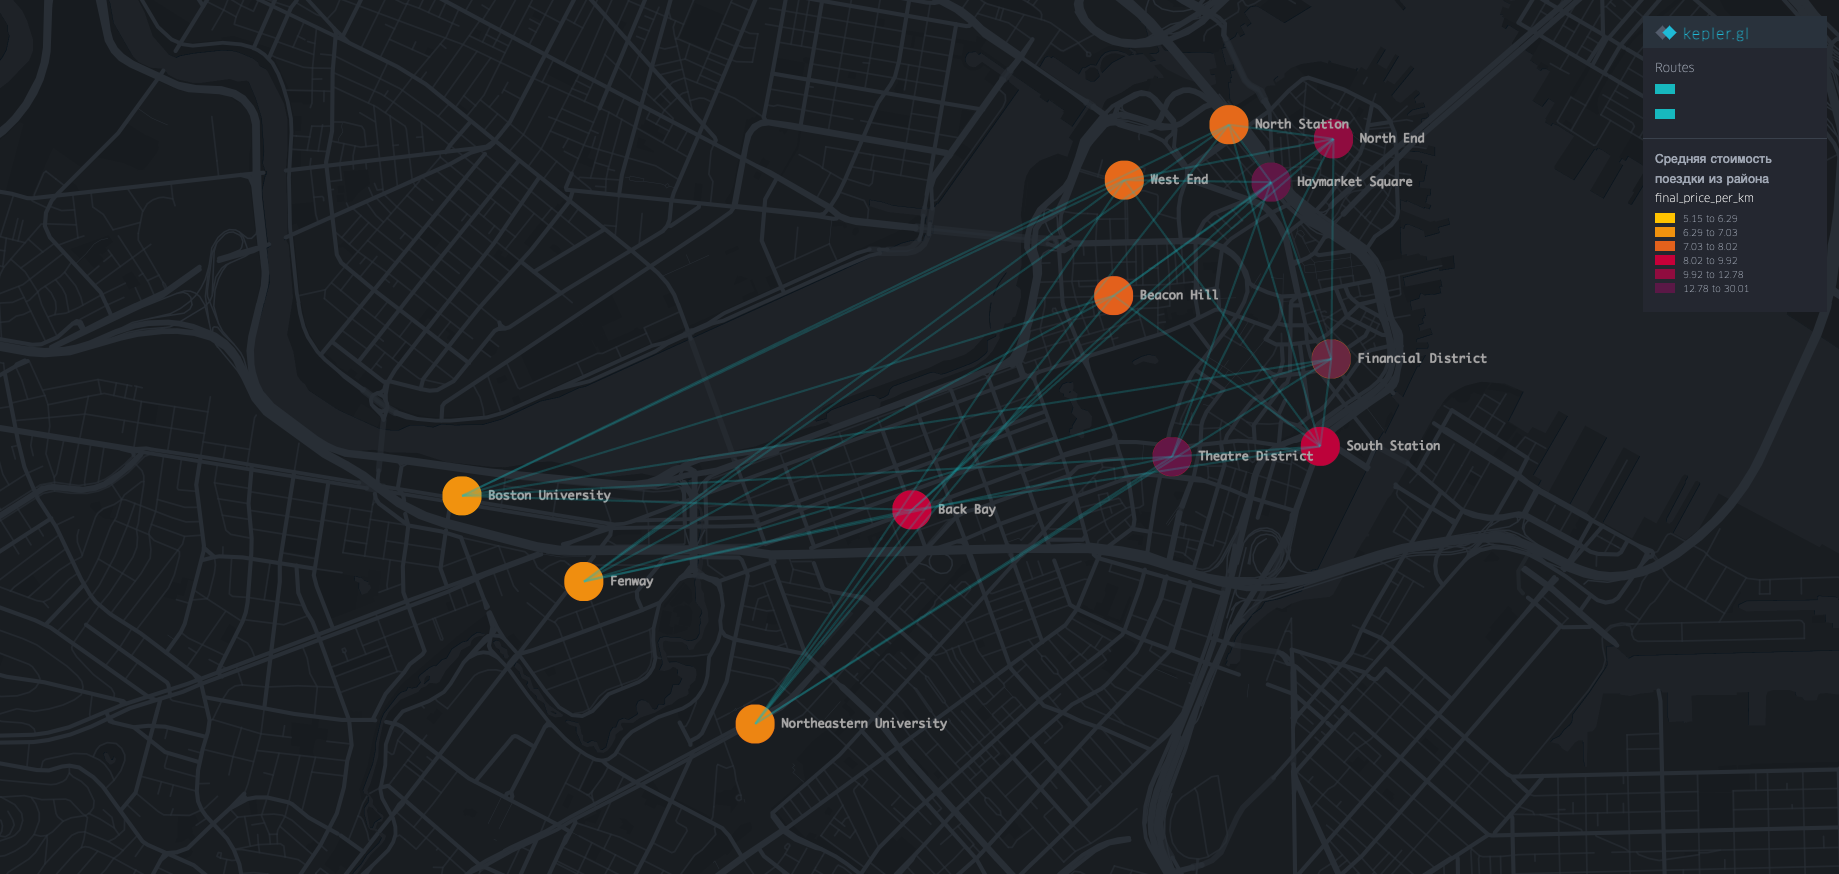 kepler.gl
Routes
Средняя стоимость
поездки из района
final_price_per_km
5.15 to 6.29
6.29 to 7.03
7.03 to 8.02
8.02 to 9.92
9.92 to 12.78
12.78 to 30.01
North Station
North End
West End
Haymarket Square
Beacon Hill
Financial District
South Station
Theatre District
Boston University
Back Bay
Fenway
Northeastern University